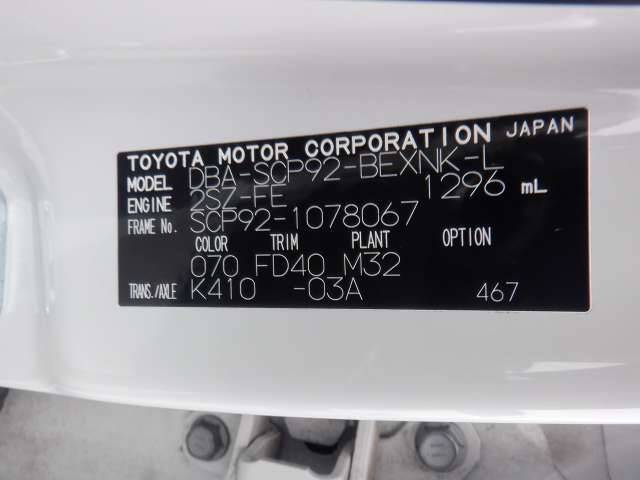 TOYOTA MOTOR CORPORATION JAPAN
MODEL DBA-SCP92-BEXNK-L
ENGINE 2SZ-FE 1296 mL
FRAME No. SCP92-1078067
COLOR TRIM PLANT OPTION
070 FD40 M32
TRANS./AXLE K410 -03A 467